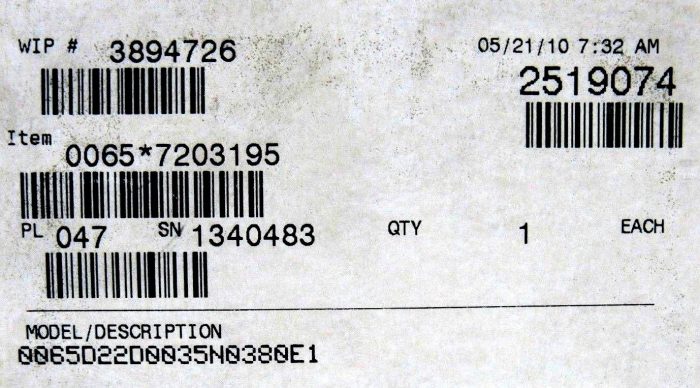 WIP # 3894726 05/21/10 7:32 AM
2519074
Item
0065*7203195
PL 047 SN 1340483 QTY 1 EACH
MODEL/DESCRIPTION
0065D22D0035N0380E1